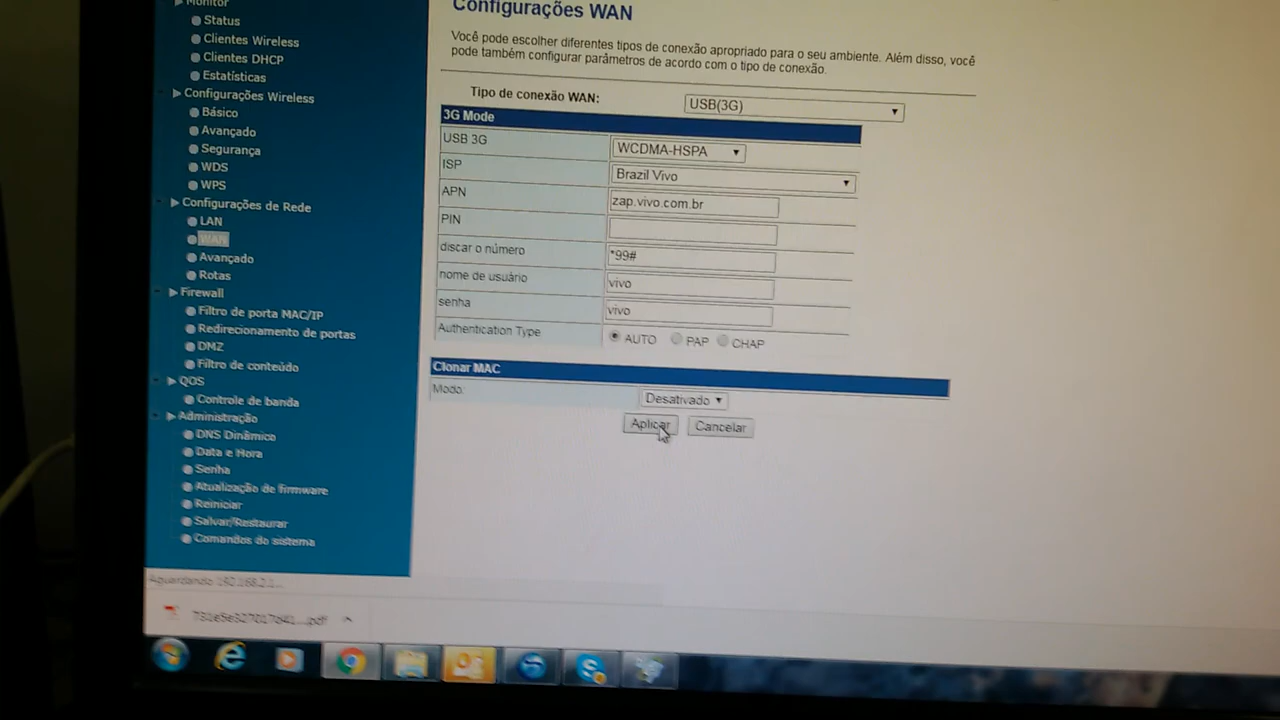 Monitor
Status
Clientes Wireless
Clientes DHCP
Estatísticas
Configurações Wireless
Básico
Avançado
Segurança
WDS
WPS
Configurações de Rede
LAN
WAN
Avançado
Rotas
Firewall
Filtro de porta MAC/IP
Redirecionamento de portas
DMZ
Filtro de conteúdo
QOS
Controle de banda
Administração
DNS Dinâmico
Data e Hora
Senha
Atualização de firmware
Reiniciar
Salvar/Restaurar
Comandos do sistema
Configurações WAN
Você pode escolher diferentes tipos de conexão apropriado para o seu ambiente. Além disso, você
pode também configurar parâmetros de acordo com o tipo de conexão.
Tipo de conexão WAN: USB(3G)
3G Mode
USB 3G WCDMA-HSPA
ISP Brazil Vivo
APN zap.vivo.com.br
PIN
discar o número *99#
nome de usuário vivo
senha vivo
Authentication Type AUTO PAP CHAP
Clonar MAC
Modo: Desativado
Aplicar Cancelar
Aguardando 192.168.2.1...